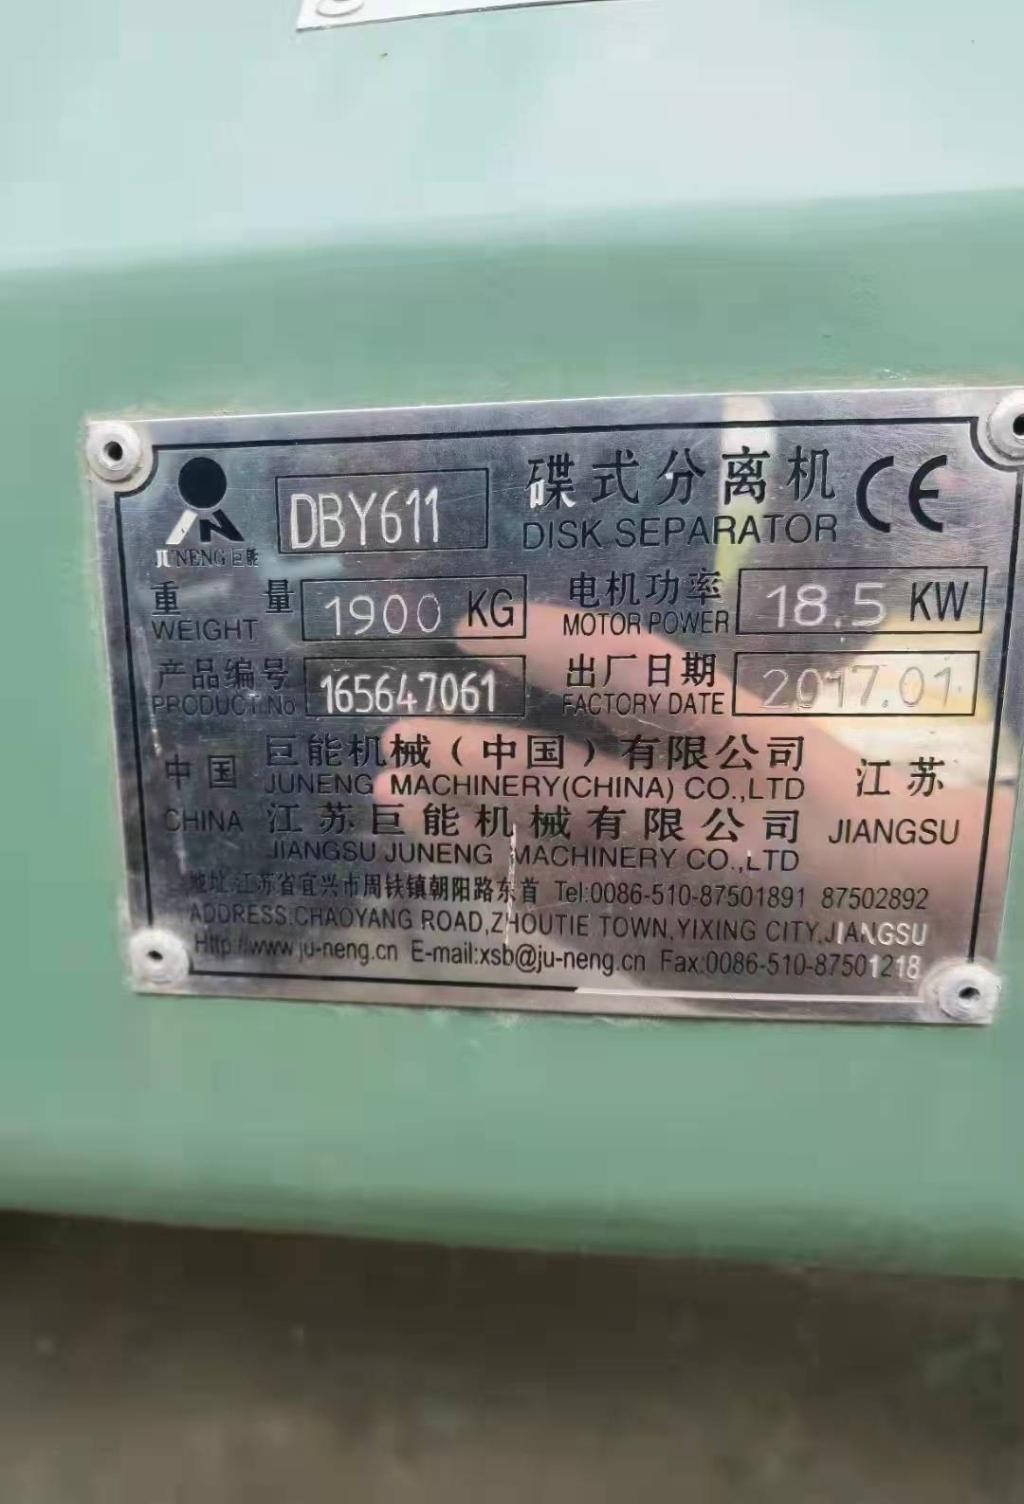 DBY611 碟式分离机 CE
JUNENG巨能 DISK SEPARATOR
重量 1900 KG 电机功率 18.5 KW
WEIGHT MOTOR POWER
产品编号 165647061 出厂日期 2017.01
PRODUCT.No FACTORY DATE
中国 巨能机械(中国)有限公司 江苏
JUNENG MACHINERY(CHINA) CO.,LTD
CHINA 江苏巨能机械有限公司 JIANGSU
JIANGSU JUNENG MACHINERY CO.,LTD
地址:江苏省宜兴市周铁镇朝阳路东首 Tel:0086-510-87501891 87502892
ADDRESS:CHAOYANG ROAD,ZHOUTIE TOWN,YIXING CITY,JIANGSU
Http://www.ju-neng.cn E-mail:xsb@ju-neng.cn Fax:0086-510-87501218